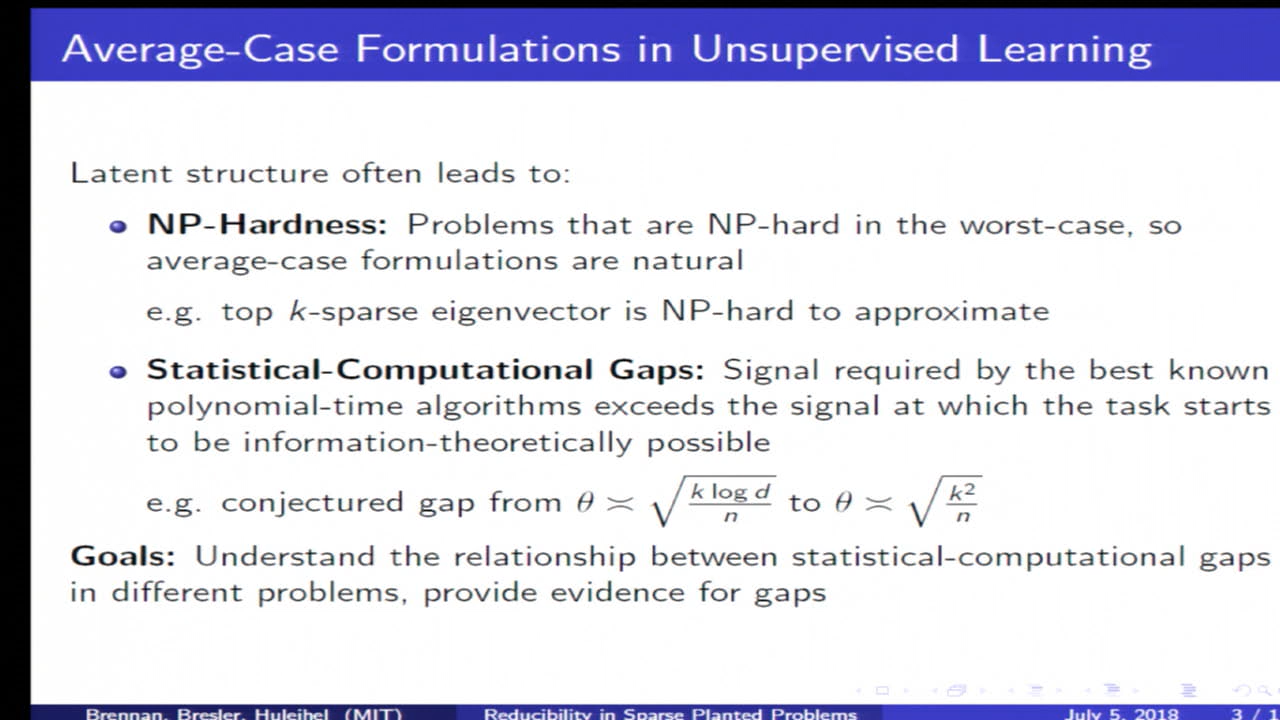 Average-Case Formulations in Unsupervised Learning
Latent structure often leads to:
NP-Hardness: Problems that are NP-hard in the worst-case, so
average-case formulations are natural
e.g. top k-sparse eigenvector is NP-hard to approximate
Statistical-Computational Gaps: Signal required by the best known
polynomial-time algorithms exceeds the signal at which the task starts
to be information-theoretically possible
e.g. conjectured gap from θ ≍ √(k log d / n) to θ ≍ √(k² / n)
Goals: Understand the relationship between statistical-computational gaps
in different problems, provide evidence for gaps
Brennan, Bresler, Huleihel (MIT) Reducibility in Sparse Planted Problems July 5, 2018 3 / 1